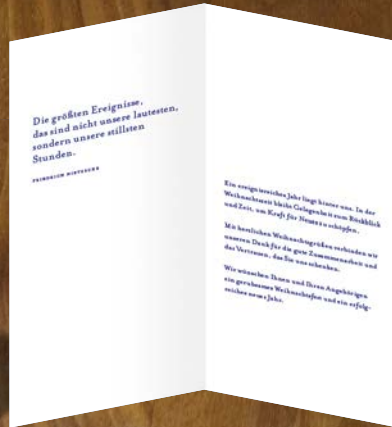 Die größten Ereignisse,
das sind nicht unsere lautesten,
sondern unsere stillsten
Stunden.
FRIEDRICH NIETZSCHE
Ein ereignisreiches Jahr liegt hinter uns. In der
Weihnachtszeit bleibt Gelegenheit zum Rückblick
und Zeit, um Kraft für Neues zu schöpfen.
Mit herzlichen Weihnachtsgrüßen verbinden wir
unseren Dank für die gute Zusammenarbeit und
das Vertrauen, das Sie uns schenken.
Wir wünschen Ihnen und Ihren Angehörigen
ein geruhsames Weihnachtsfest und ein erfolg-
reiches neues Jahr.